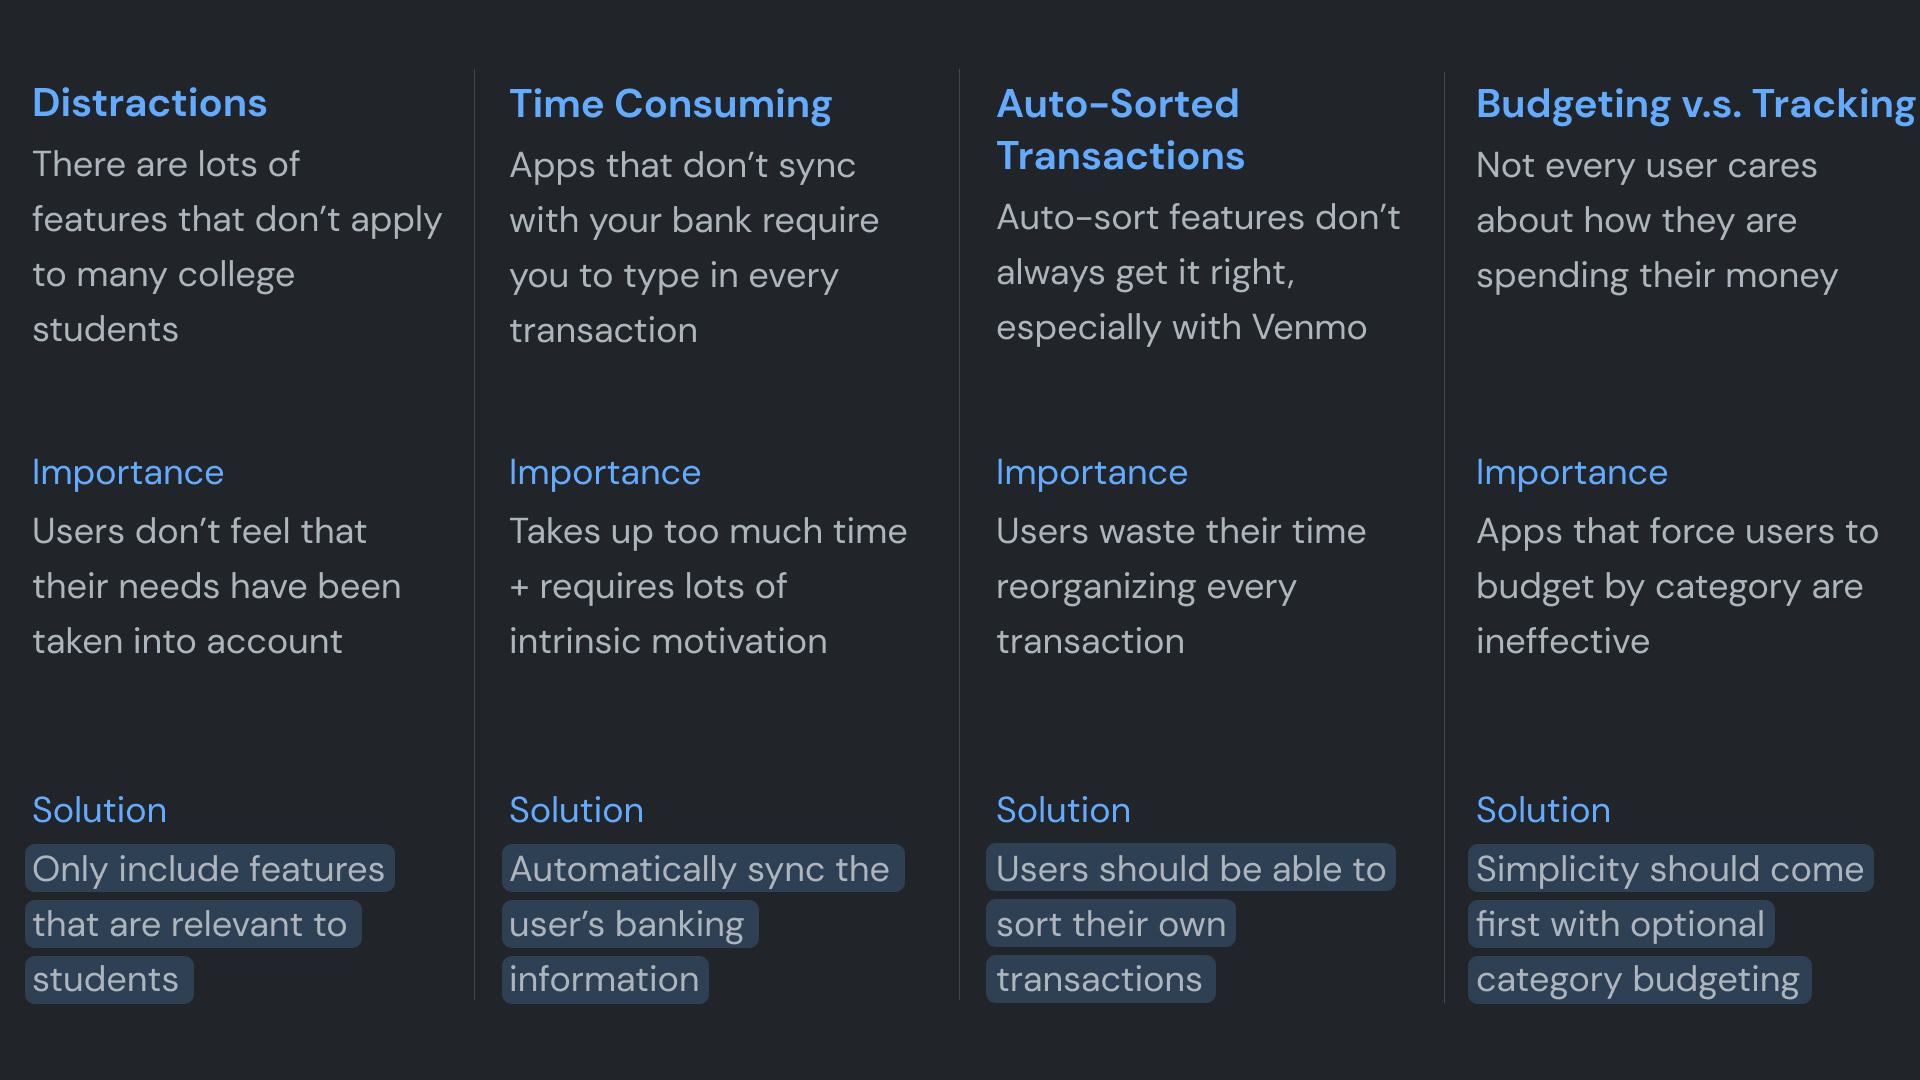 Distractions
There are lots of
features that don’t apply
to many college
students
Importance
Users don’t feel that
their needs have been
taken into account
Solution
Only include features
that are relevant to
students
Time Consuming
Apps that don’t sync
with your bank require
you to type in every
transaction
Importance
Takes up too much time
+ requires lots of
intrinsic motivation
Solution
Automatically sync the
user’s banking
information
Auto-Sorted
Transactions
Auto-sort features don’t
always get it right,
especially with Venmo
Importance
Users waste their time
reorganizing every
transaction
Solution
Users should be able to
sort their own
transactions
Budgeting v.s. Tracking
Not every user cares
about how they are
spending their money
Importance
Apps that force users to
budget by category are
ineffective
Solution
Simplicity should come
first with optional
category budgeting